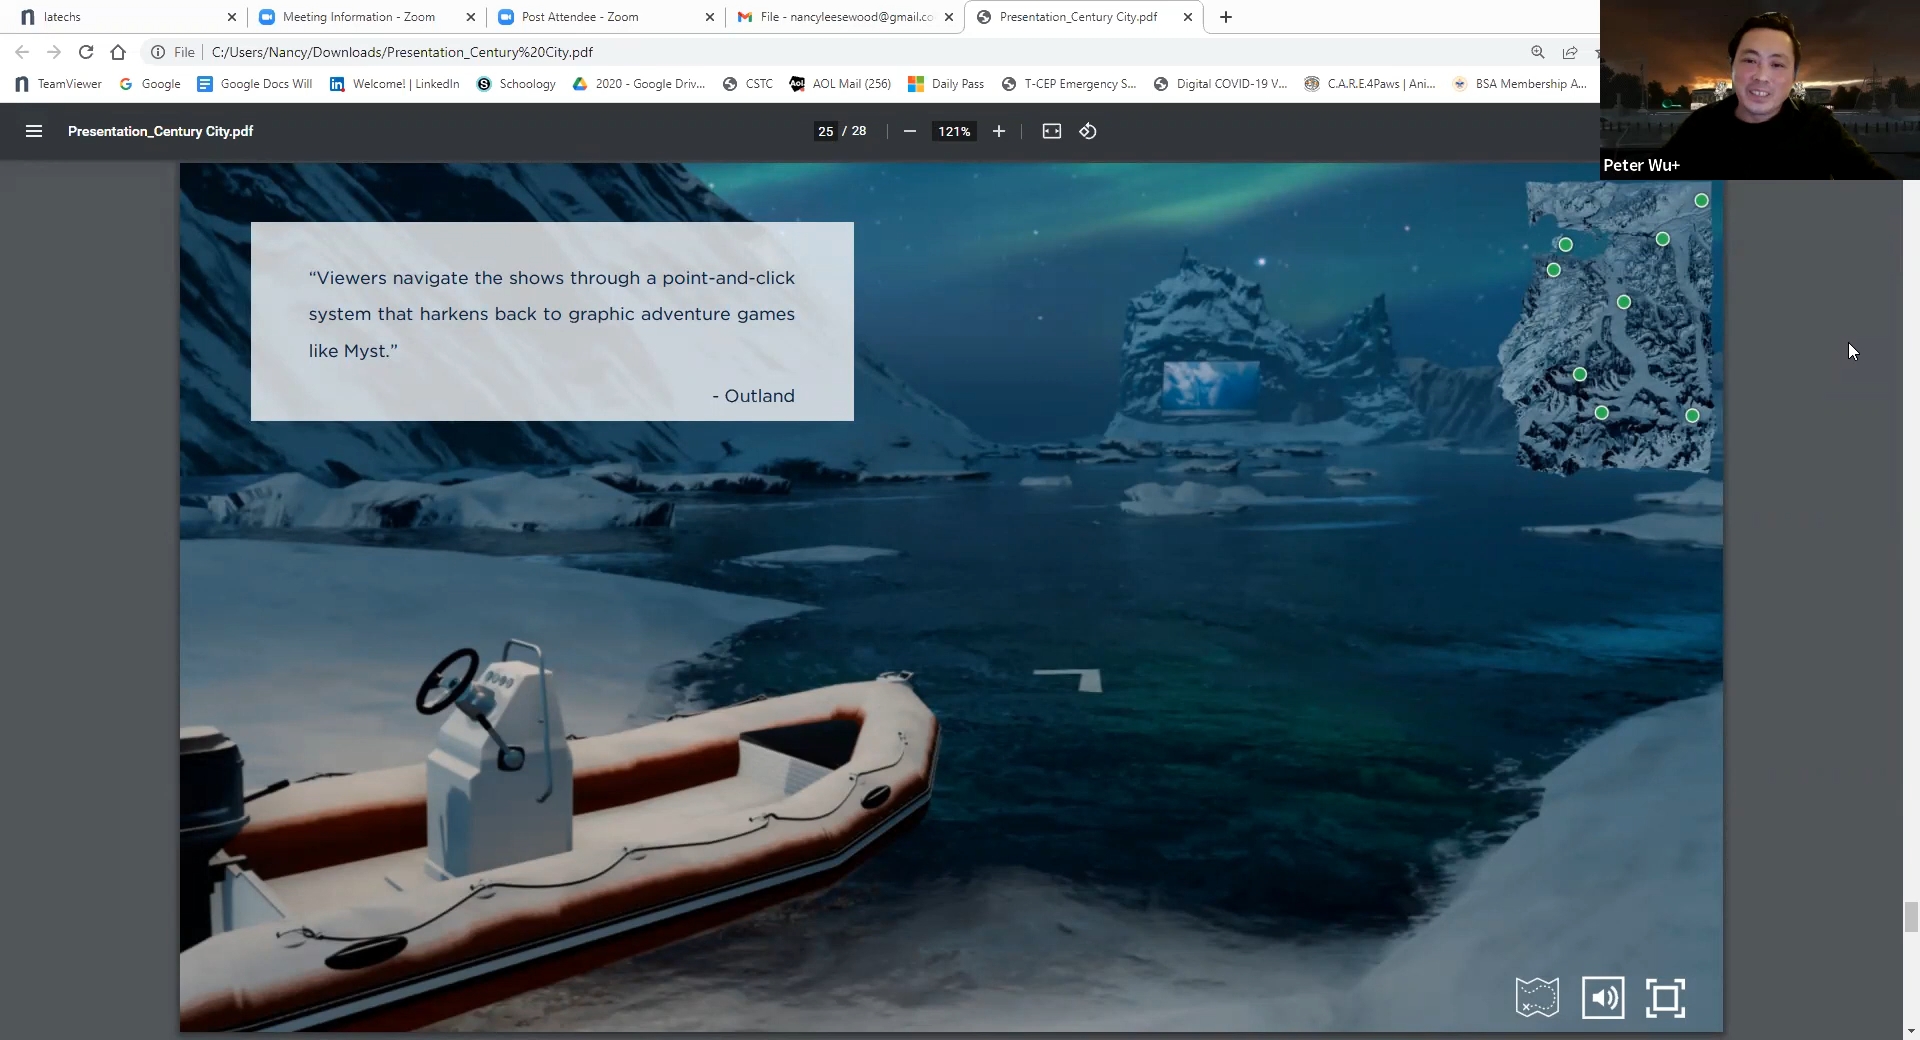 latechs
Meeting Information - Zoom
Post Attendee - Zoom
File - nancyleesewood@gmail.co
Presentation_Century City.pdf
File
C:/Users/Nancy/Downloads/Presentation_Century%20City.pdf
TeamViewer
Google
Google Docs Will
Welcome! | LinkedIn
Schoology
2020 - Google Driv...
CSTC
AOL Mail (256)
Daily Pass
T-CEP Emergency S...
Digital COVID-19 V...
C.A.R.E.4Paws | Ani...
BSA Membership A...
Presentation_Century City.pdf
25 / 28
121%
Peter Wu+
“Viewers navigate the shows through a point-and-click
system that harkens back to graphic adventure games
like Myst.”
- Outland